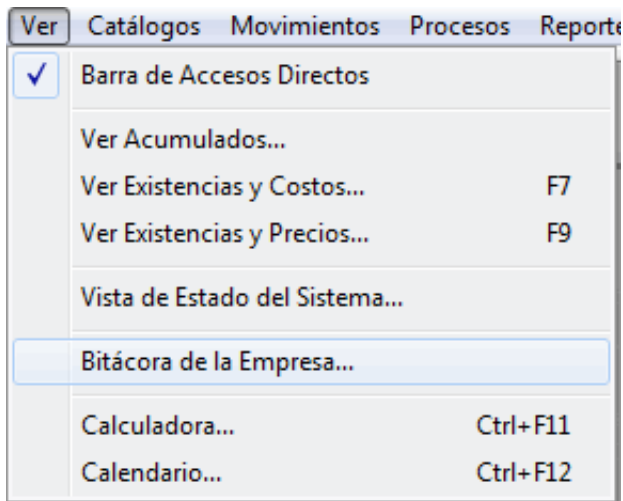 Ver Catálogos Movimientos Procesos Reporte
Barra de Accesos Directos
Ver Acumulados...
Ver Existencias y Costos... F7
Ver Existencias y Precios... F9
Vista de Estado del Sistema...
Bitácora de la Empresa...
Calculadora... Ctrl+F11
Calendario... Ctrl+F12